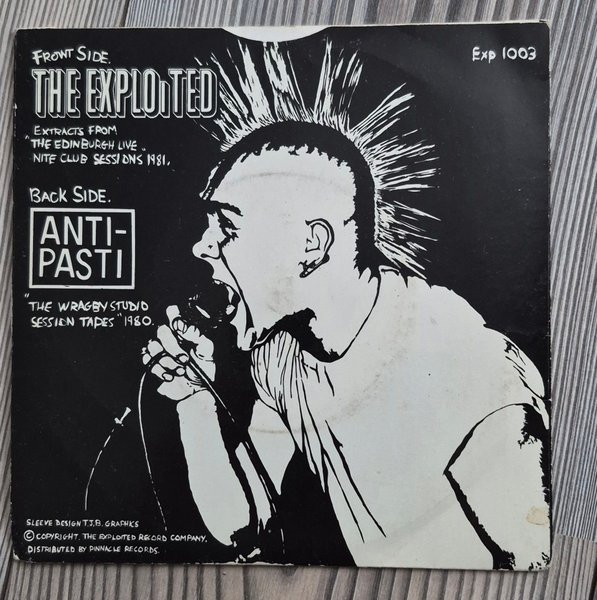 FRONT SIDE.
Exp 1003
THE EXPLOiTED
EXTRACTS FROM
"THE EDINBURGH LIVE"
NITE CLUB SESSIONS 1981.
BACK SIDE.
ANTI-
PASTI
"THE WRAGBY STUDIO
SESSION TAPES" 1980.
SLEEVE DESIGN T.J.B. GRAPHICS
© COPYRIGHT. THE EXPLOITED RECORD COMPANY.
DISTRIBUTED BY PINNACLE RECORDS.